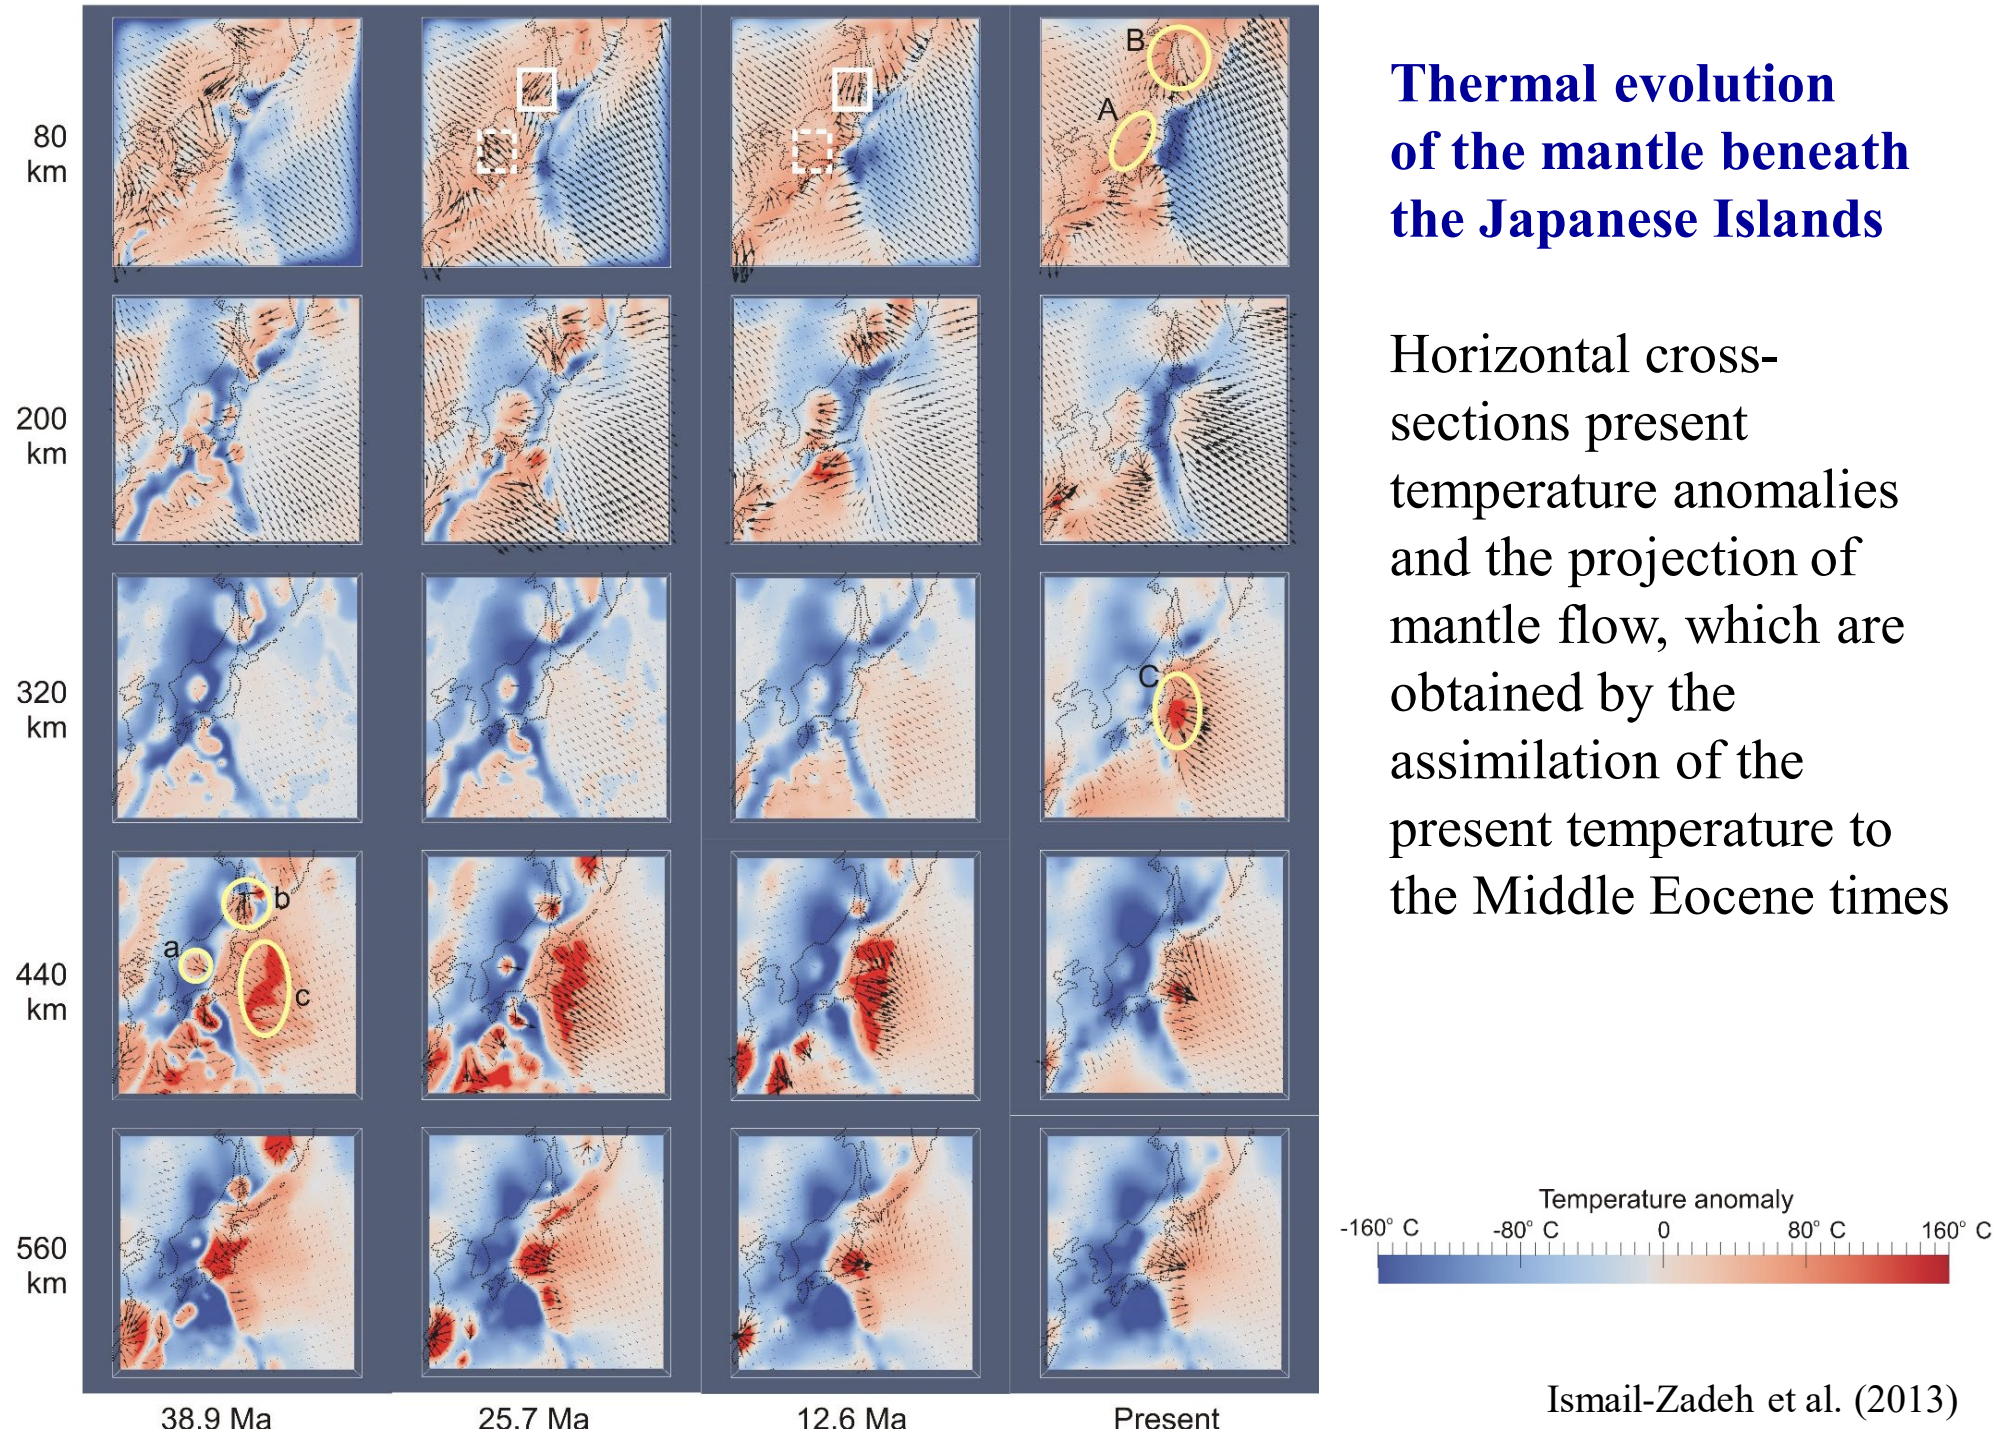 Thermal evolution
of the mantle beneath
the Japanese Islands
Horizontal cross-
sections present
temperature anomalies
and the projection of
mantle flow, which are
obtained by the
assimilation of the
present temperature to
the Middle Eocene times
80
km
B
A
200
km
320
km
C
440
km
a
b
c
560
km
38.9 Ma
25.7 Ma
12.6 Ma
Present
Temperature anomaly
-160° C -80° C 0 80° C 160° C
Ismail-Zadeh et al. (2013)